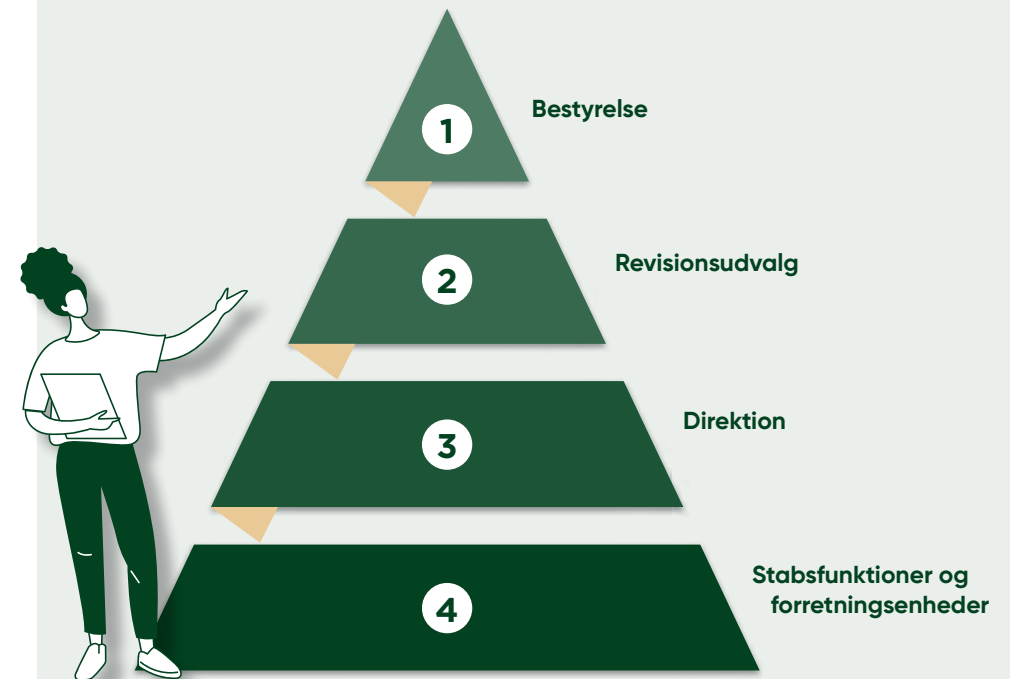 1
Bestyrelse
2
Revisionsudvalg
3
Direktion
4
Stabsfunktioner og
forretningsenheder